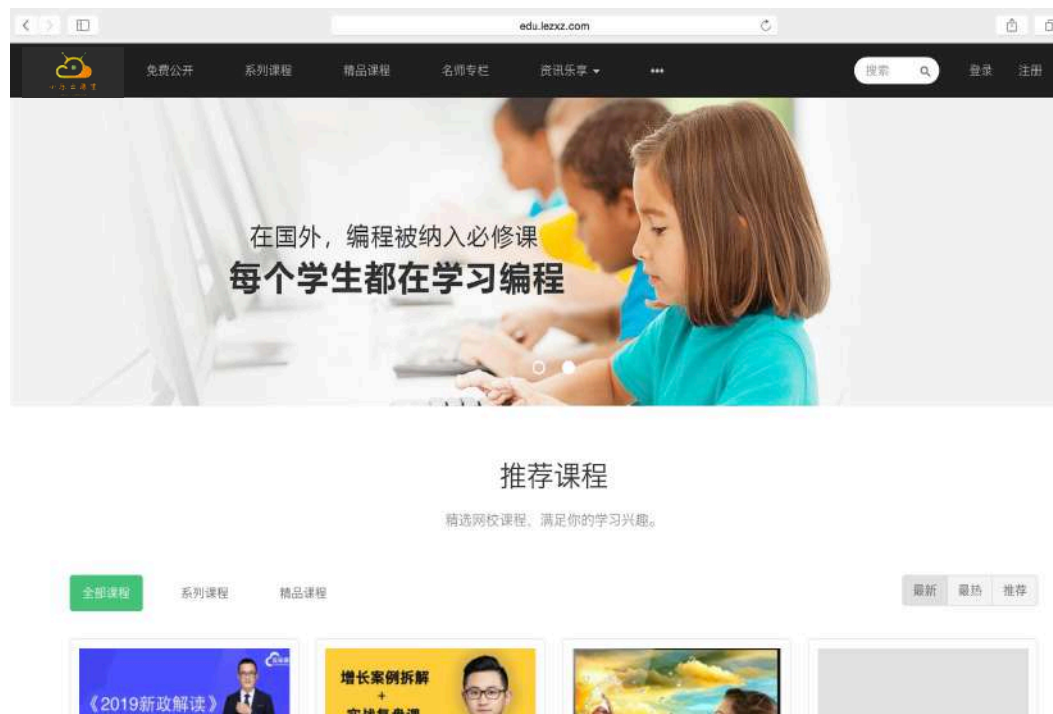 edu.lezxz.com
免费公开 系列课程 精品课程 名师专栏 资讯乐享 ••• 搜索 登录 注册
在国外，编程被纳入必修课
每个学生都在学习编程
推荐课程
精选网校课程、满足你的学习兴趣。
全部课程 系列课程 精品课程 最新 最热 推荐
《2019新政解读》
增长案例拆解
+